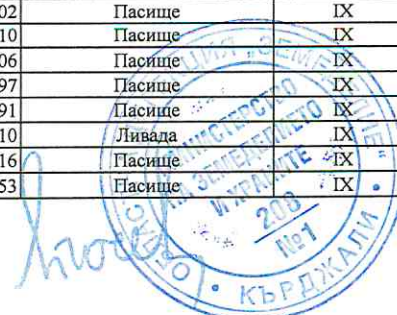 02 Пасище IX
10 Пасище IX
06 Пасище IX
97 Пасище IX
91 Пасище IX
10 Ливада IX
16 Пасище IX
53 Пасище IX
МИНИСТЕРСТВО
НА ЗЕМЕДЕЛИЕТО
И ХРАНИТЕ
208
№1
КЪРДЖАЛИ